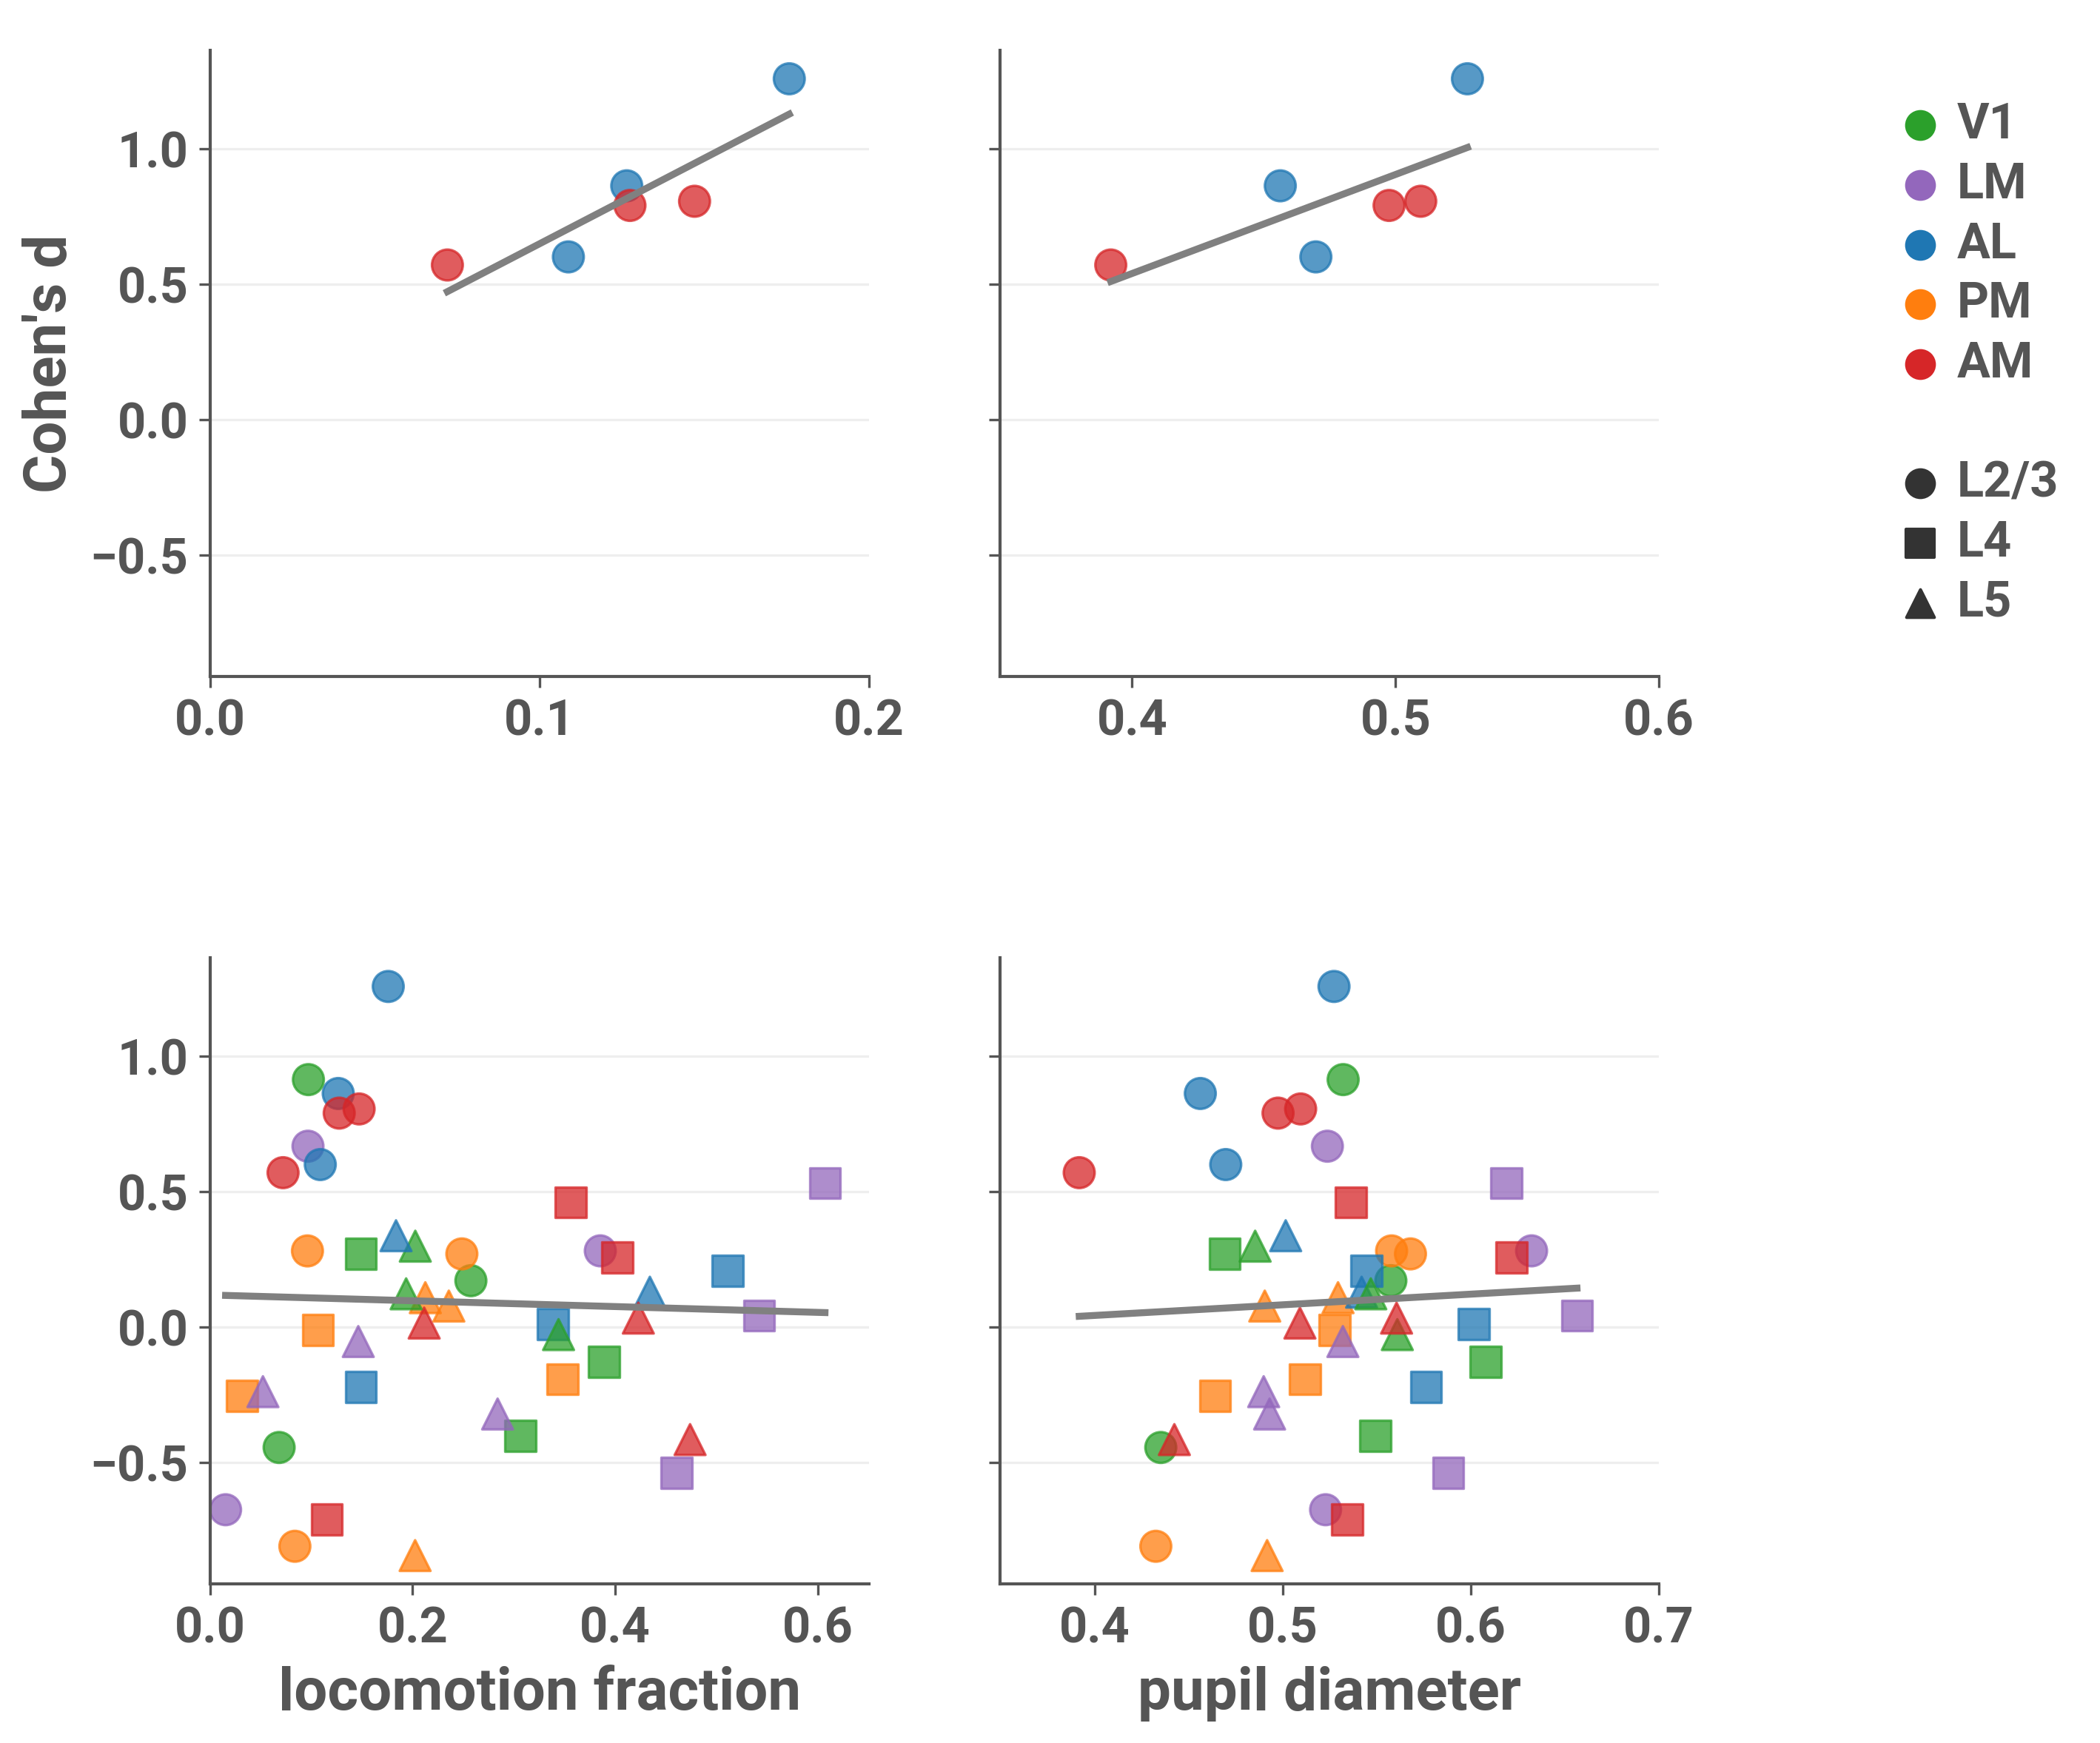 Cohen's d
1.0
0.5
0.0
−0.5
0.0 0.1 0.2
0.4 0.5 0.6
V1
LM
AL
PM
AM
L2/3
L4
L5
1.0
0.5
0.0
−0.5
0.0 0.2 0.4 0.6
locomotion fraction
0.4 0.5 0.6 0.7
pupil diameter